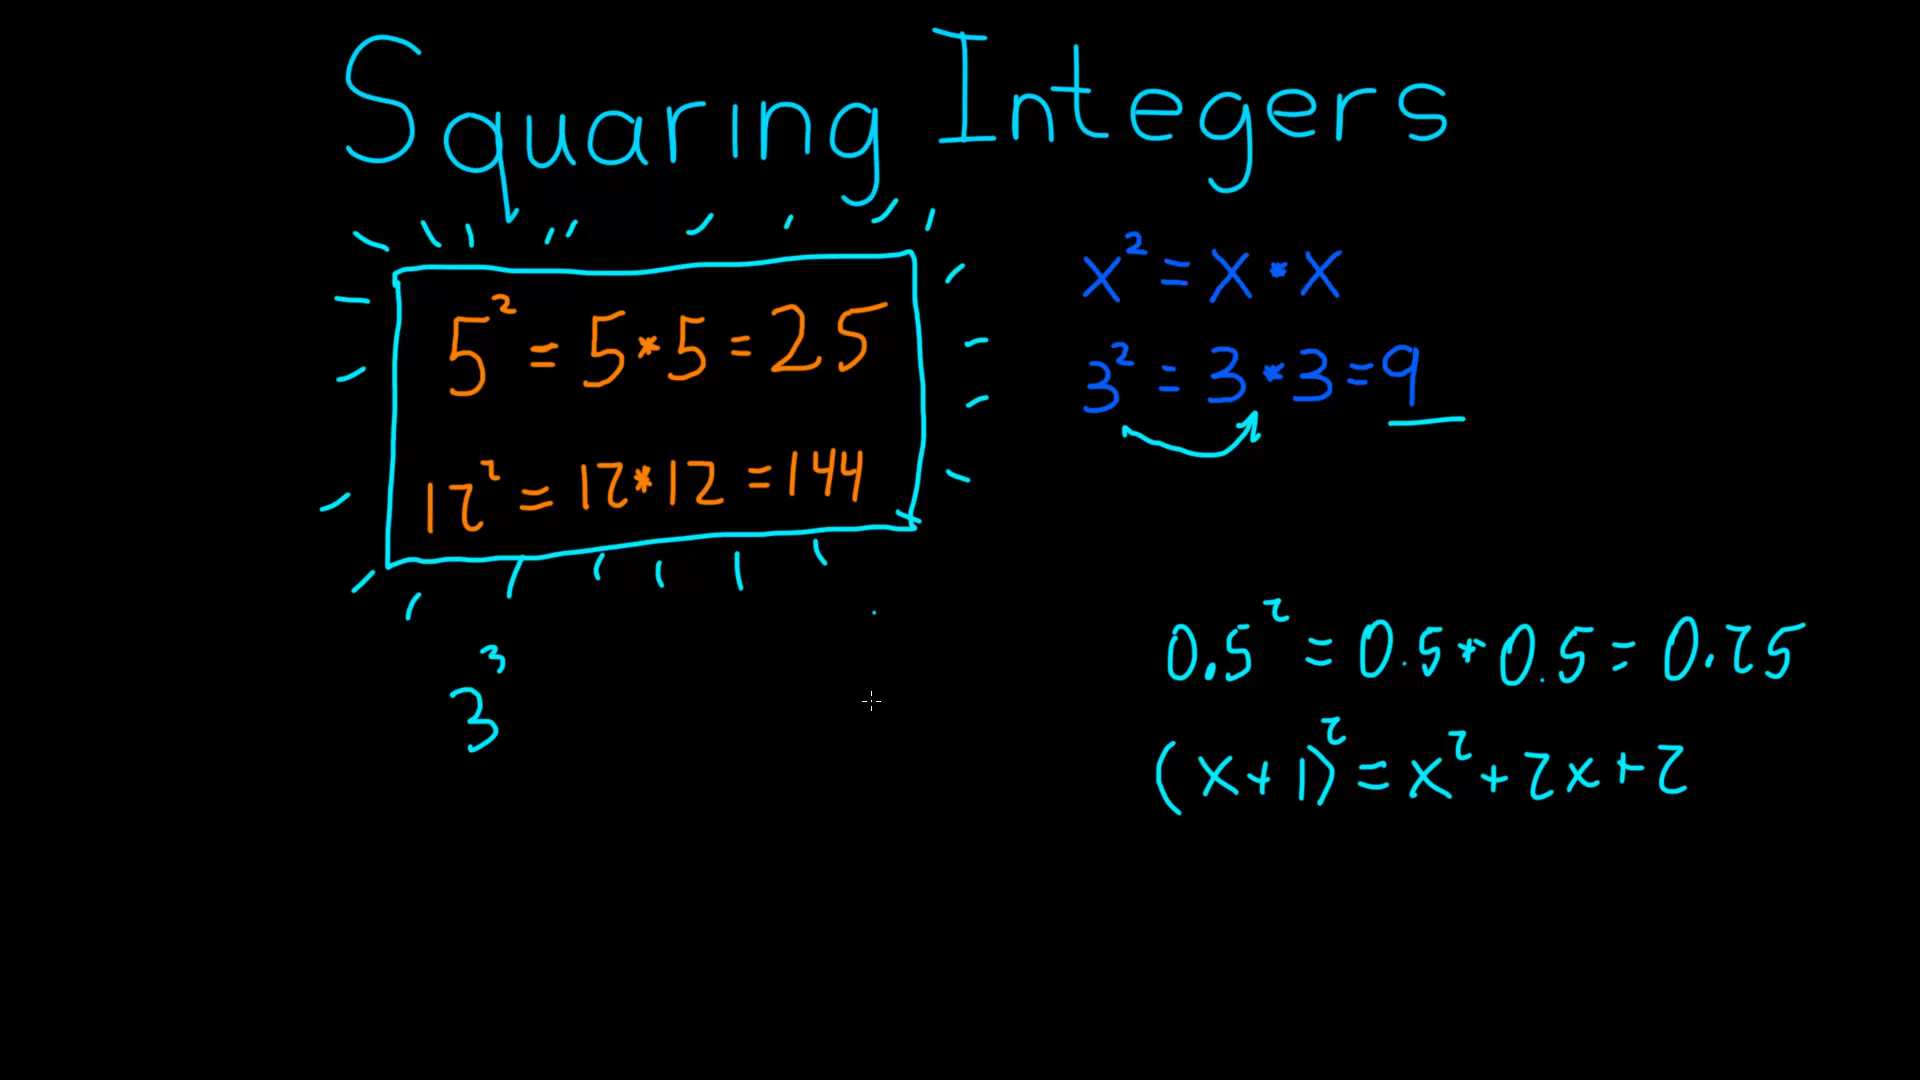 Squaring Integers
5² = 5*5 = 25
12² = 12*12 = 144
x² = x*x
3² = 3*3 = 9
3³
0.5² = 0.5*0.5 = 0.25
(x+1)² = x²+2x+2